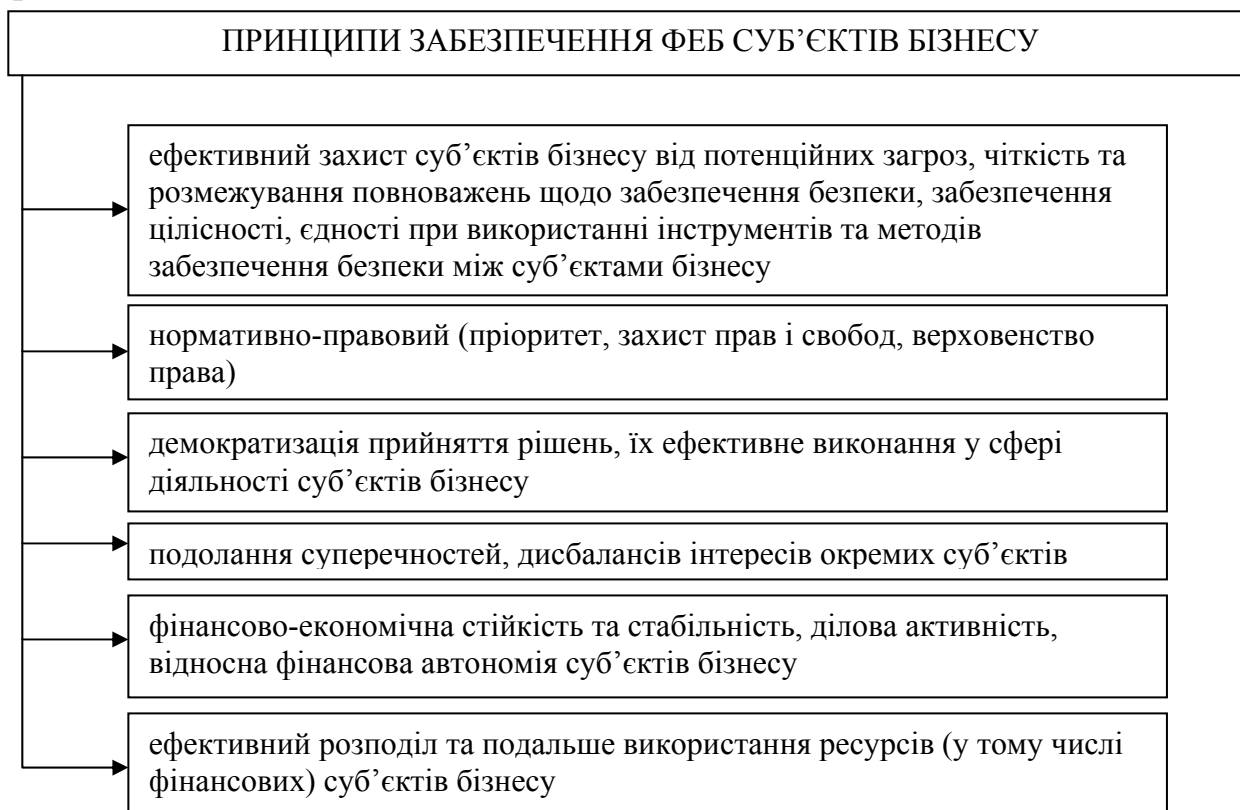 ПРИНЦИПИ ЗАБЕЗПЕЧЕННЯ ФЕБ СУБ’ЄКТІВ БІЗНЕСУ
ефективний захист суб’єктів бізнесу від потенційних загроз, чіткість та
розмежування повноважень щодо забезпечення безпеки, забезпечення
цілісності, єдності при використанні інструментів та методів
забезпечення безпеки між суб’єктами бізнесу
нормативно-правовий (пріоритет, захист прав і свобод, верховенство
права)
демократизація прийняття рішень, їх ефективне виконання у сфері
діяльності суб’єктів бізнесу
подолання суперечностей, дисбалансів інтересів окремих суб’єктів
фінансово-економічна стійкість та стабільність, ділова активність,
відносна фінансова автономія суб’єктів бізнесу
ефективний розподіл та подальше використання ресурсів (у тому числі
фінансових) суб’єктів бізнесу